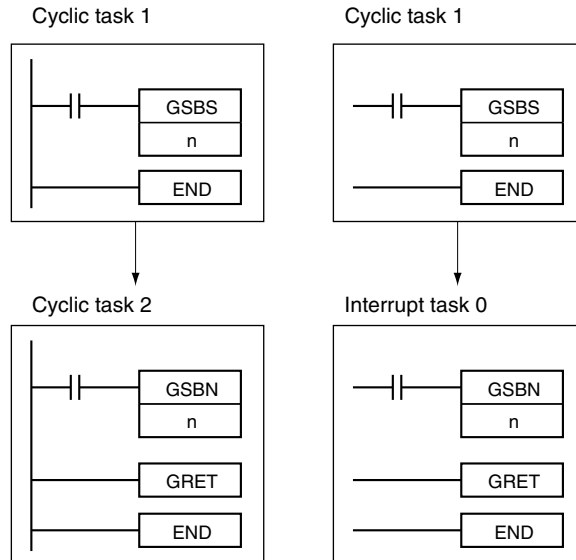 Cyclic task 1
GSBS
n
END
Cyclic task 2
GSBN
n
GRET
END
Cyclic task 1
GSBS
n
END
Interrupt task 0
GSBN
n
GRET
END